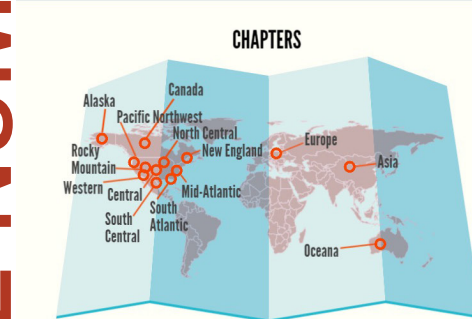 CHAPTERS
Alaska
Canada
Pacific Northwest
North Central
New England
Rocky
Mountain
Western
Central
South
Central
South
Atlantic
Mid-Atlantic
Europe
Asia
Oceana